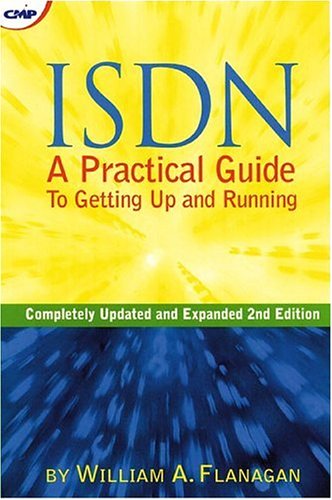 CMP
ISDN
A Practical Guide
To Getting Up and Running
Completely Updated and Expanded 2nd Edition
BY WILLIAM A. FLANAGAN